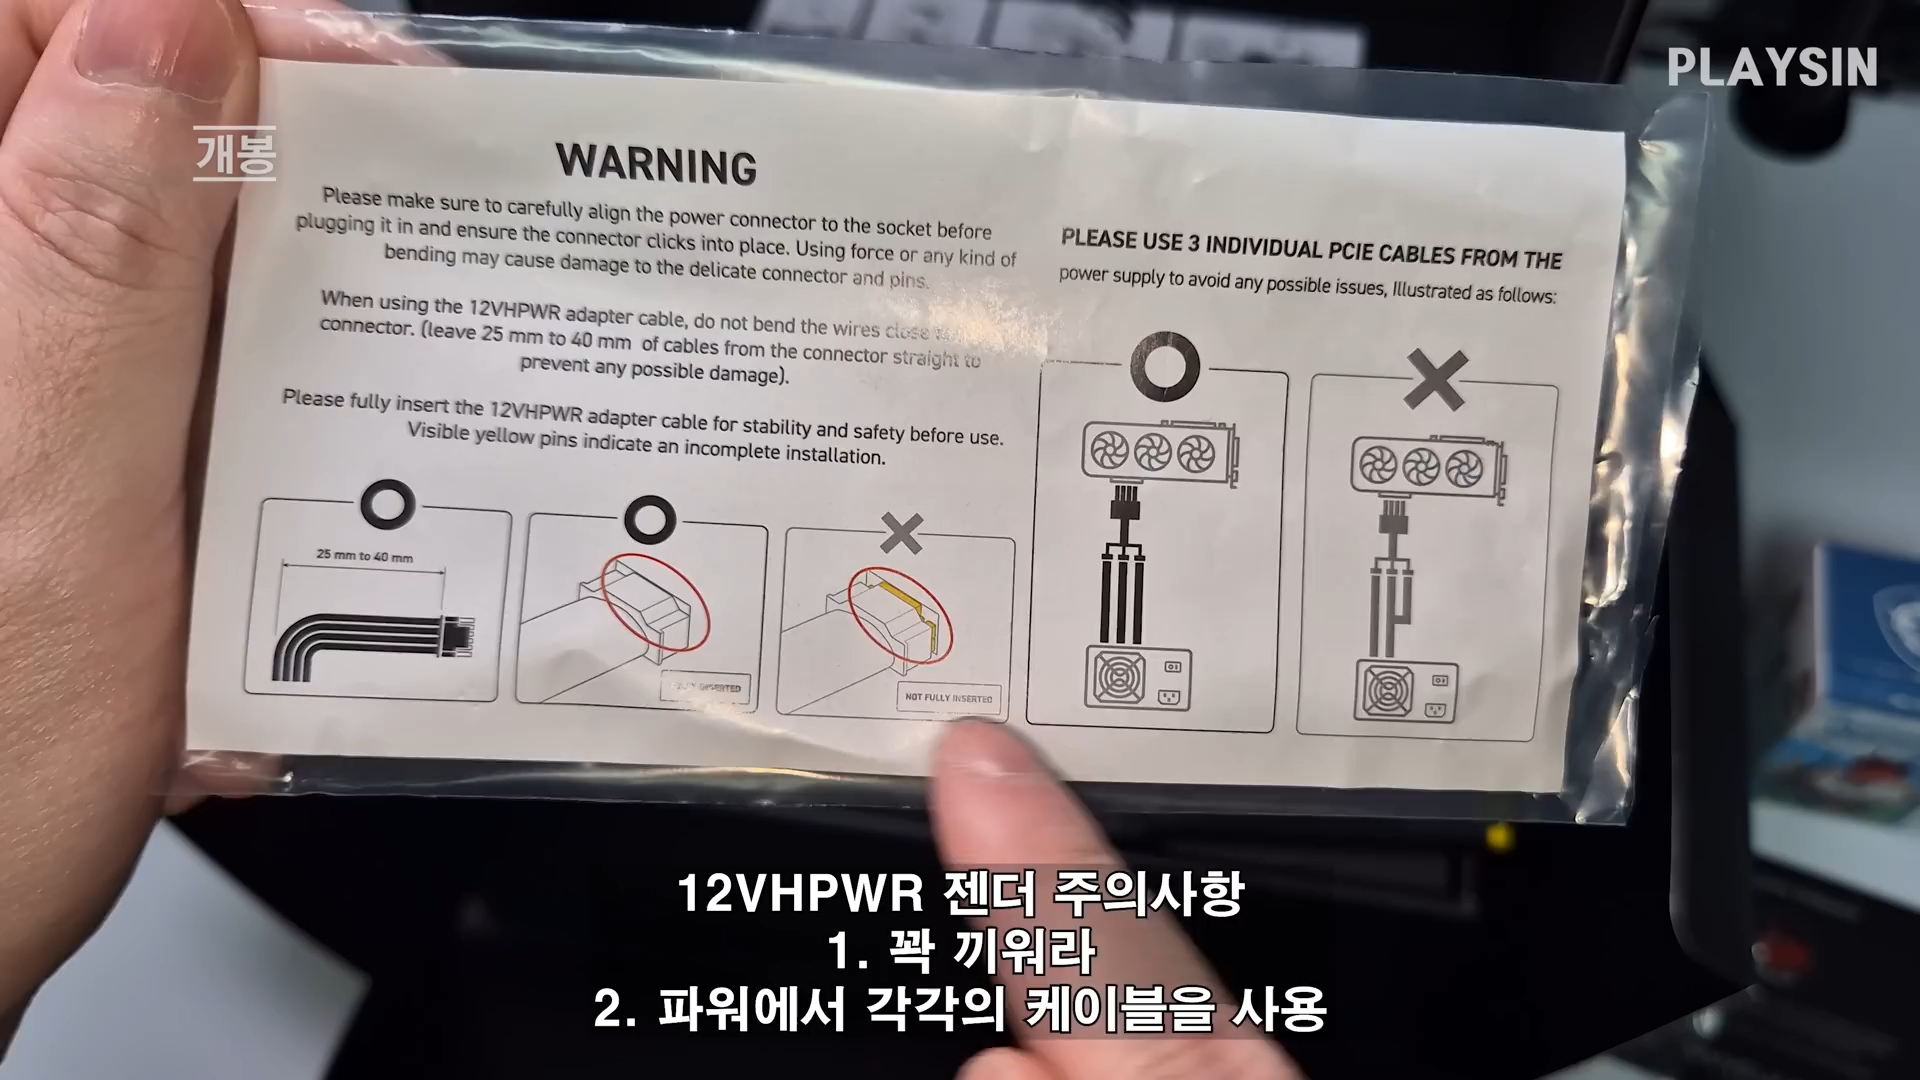 PLAYSIN
개봉
WARNING
Please make sure to carefully align the power connector to the socket before
plugging it in and ensure the connector clicks into place. Using force or any kind of
bending may cause damage to the delicate connector and pins.
When using the 12VHPWR adapter cable, do not bend the wires close
connector. (leave 25 mm to 40 mm of cables from the connector straight to
prevent any possible damage).
Please fully insert the 12VHPWR adapter cable for stability and safety before use.
Visible yellow pins indicate an incomplete installation.
25 mm to 40 mm
INSERTED
NOT FULLY INSERTED
PLEASE USE 3 INDIVIDUAL PCIE CABLES FROM THE
power supply to avoid any possible issues, Illustrated as follows:
12VHPWR 젠더 주의사항
1. 꽉 끼워라
2. 파워에서 각각의 케이블을 사용